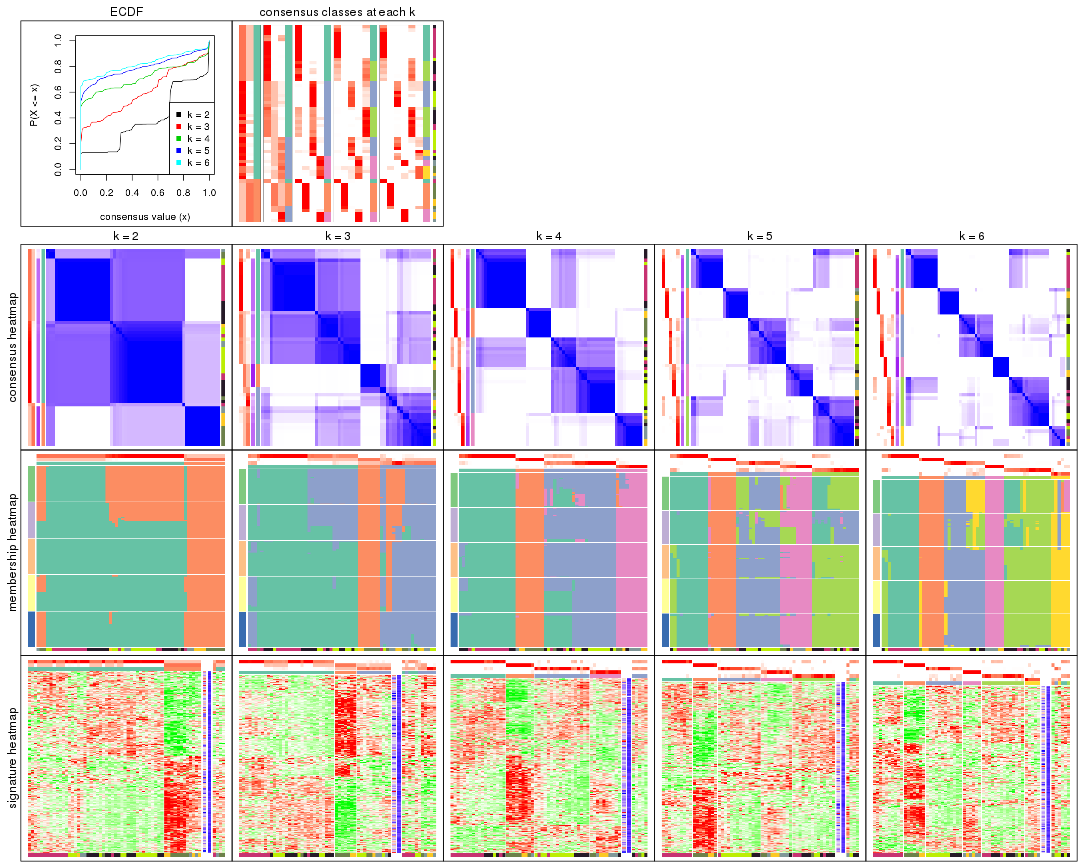 ECDF
consensus classes at each k
P(X <= x)
0.0 0.2 0.4 0.6 0.8 1.0
k = 2
k = 3
k = 4
k = 5
k = 6
0.0 0.2 0.4 0.6 0.8 1.0
consensus value (x)
k = 2
k = 3
k = 4
k = 5
k = 6
consensus heatmap
membership heatmap
signature heatmap